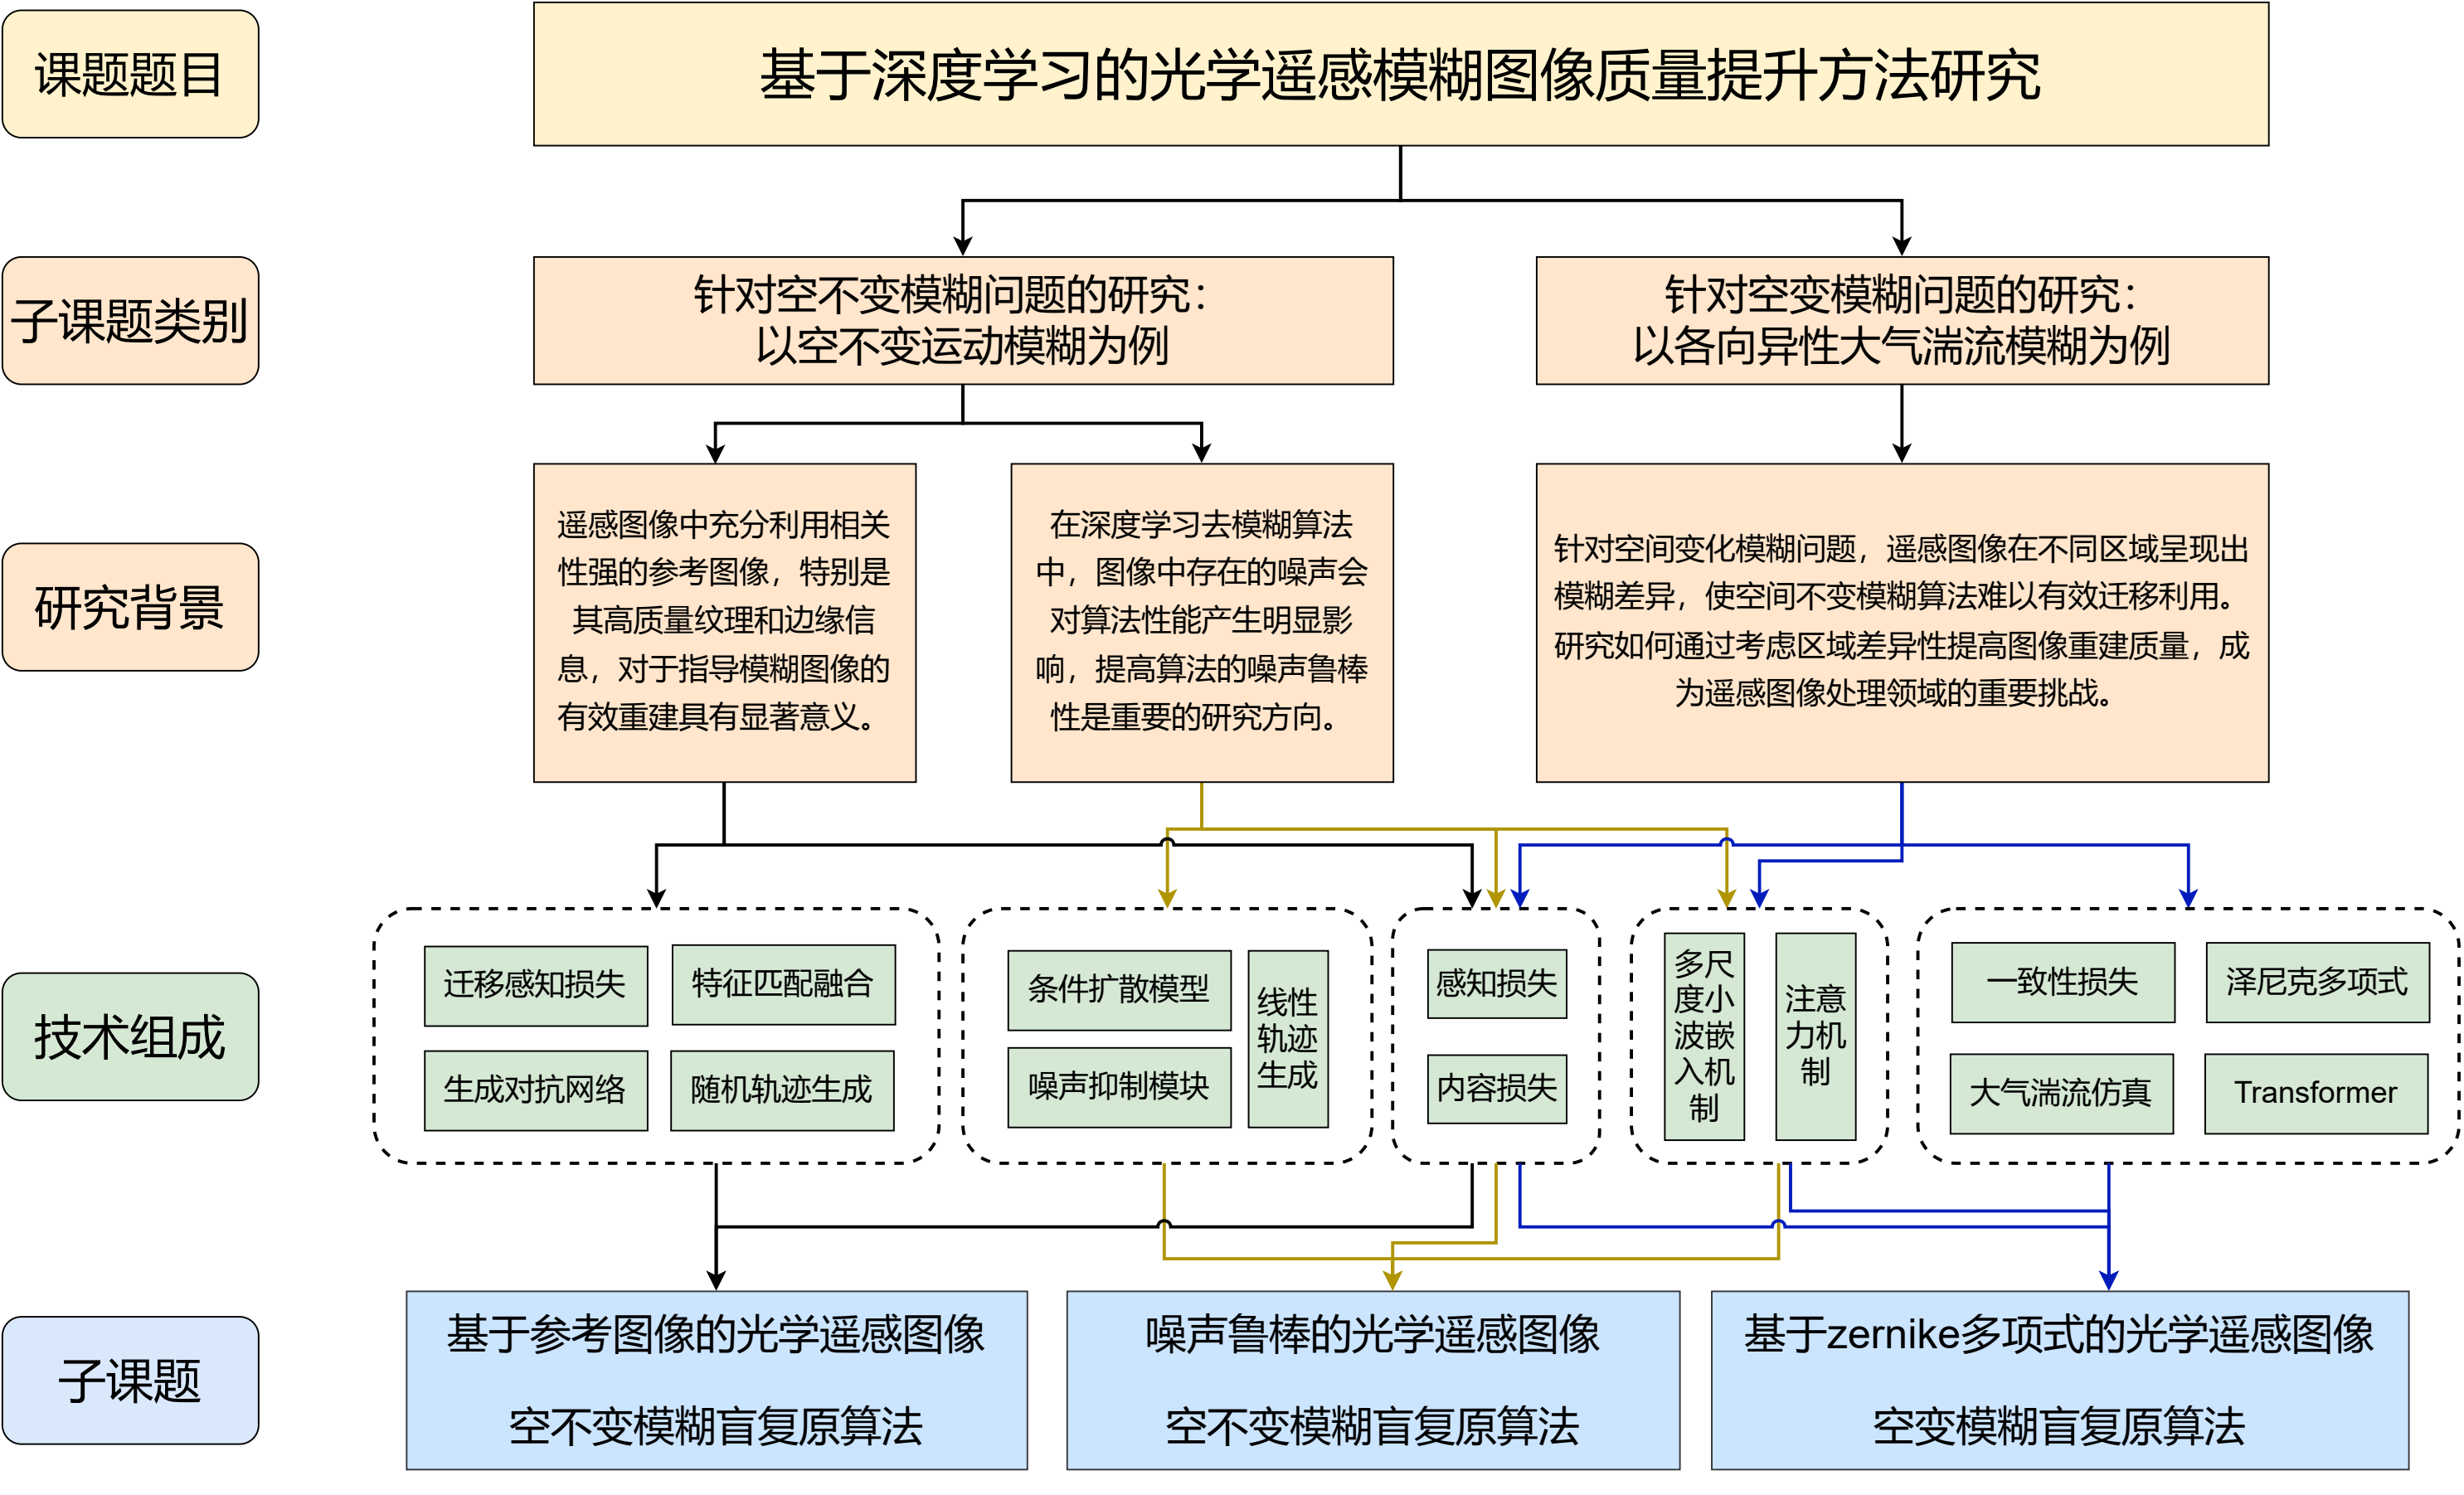 课题题目
基于深度学习的光学遥感模糊图像质量提升方法研究
子课题类别
针对空不变模糊问题的研究：
以空不变运动模糊为例
针对空变模糊问题的研究：
以各向异性大气湍流模糊为例
研究背景
遥感图像中充分利用相关
性强的参考图像，特别是
其高质量纹理和边缘信
息，对于指导模糊图像的
有效重建具有显著意义。
在深度学习去模糊算法
中，图像中存在的噪声会
对算法性能产生明显影
响，提高算法的噪声鲁棒
性是重要的研究方向。
针对空间变化模糊问题，遥感图像在不同区域呈现出
模糊差异，使空间不变模糊算法难以有效迁移利用。
研究如何通过考虑区域差异性提高图像重建质量，成
为遥感图像处理领域的重要挑战。
技术组成
迁移感知损失
特征匹配融合
生成对抗网络
随机轨迹生成
条件扩散模型
噪声抑制模块
线性
轨迹
生成
感知损失
内容损失
多尺
度小
波嵌
入机
制
注意
力机
制
一致性损失
泽尼克多项式
大气湍流仿真
Transformer
子课题
基于参考图像的光学遥感图像
空不变模糊盲复原算法
噪声鲁棒的光学遥感图像
空不变模糊盲复原算法
基于zernike多项式的光学遥感图像
空变模糊盲复原算法